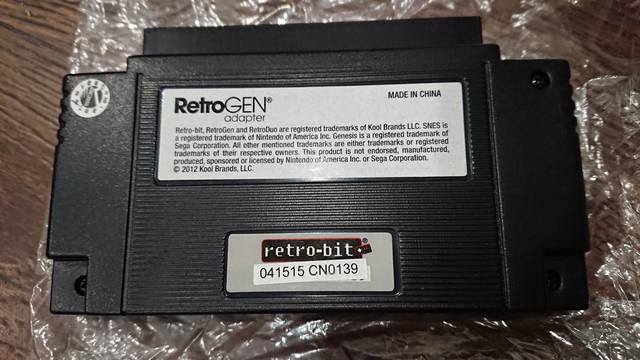 RetroGEN®
adapter
MADE IN CHINA
Retro-bit, RetroGen and RetroDuo are registered trademarks of Kool Brands LLC. SNES is
a registered trademark of Nintendo of America Inc. Genesis is a registered trademark of
Sega Corporation. All other mentioned trademarks are either trademarks or registered
trademarks of their respective owners. This product is not endorsed, manufactured,
produced, sponsored or licensed by Nintendo of America Inc. or Sega Corporation.
© 2012 Kool Brands, LLC.
retro-bit
041515 CN0139